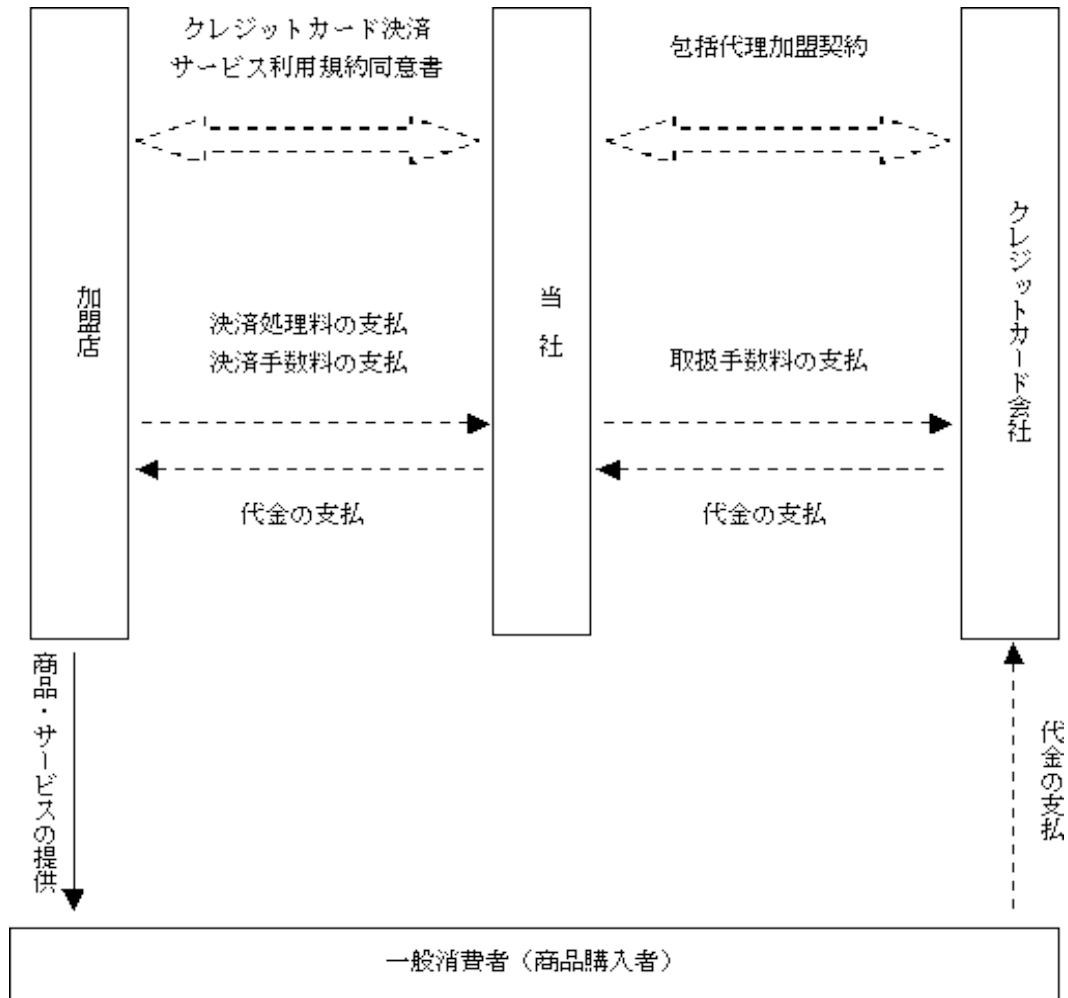 クレジットカード決済
サービス利用規約同意書
包括代理加盟契約
加盟店
当社
クレジットカード会社
決済処理料の支払
決済手数料の支払
取扱手数料の支払
代金の支払
代金の支払
商品・サービスの提供
代金の支払
一般消費者（商品購入者）